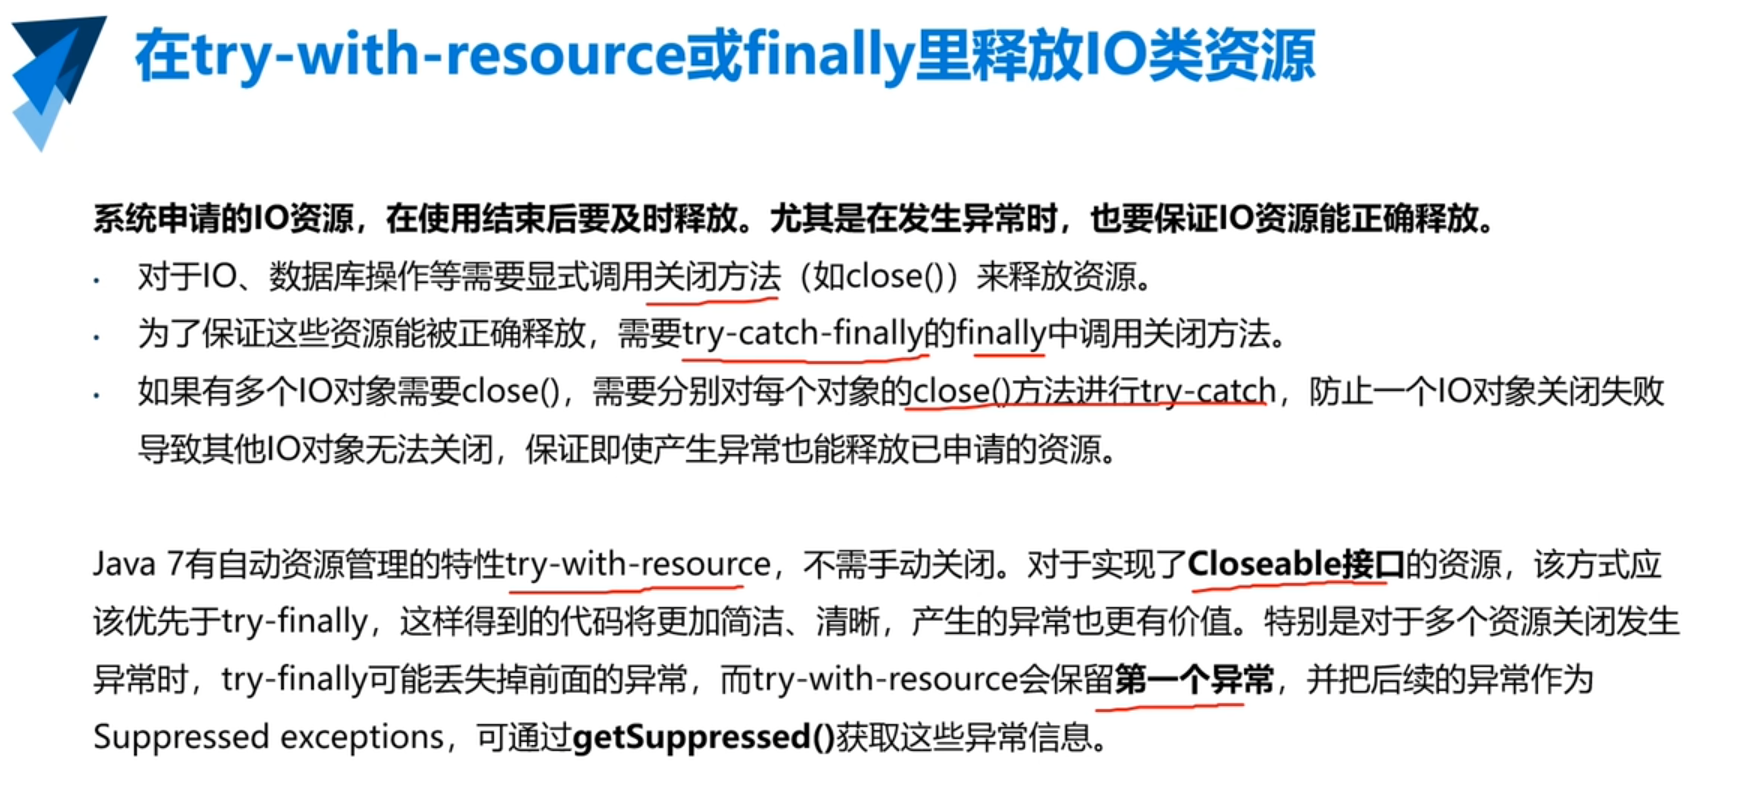 在try-with-resource或finally里释放IO类资源
系统申请的IO资源，在使用结束后要及时释放。尤其是在发生异常时，也要保证IO资源能正确释放。
· 对于IO、数据库操作等需要显式调用关闭方法（如close()）来释放资源。
· 为了保证这些资源能被正确释放，需要try-catch-finally的finally中调用关闭方法。
· 如果有多个IO对象需要close()，需要分别对每个对象的close()方法进行try-catch，防止一个IO对象关闭失败
导致其他IO对象无法关闭，保证即使产生异常也能释放已申请的资源。
Java 7有自动资源管理的特性try-with-resource，不需手动关闭。对于实现了Closeable接口的资源，该方式应
该优先于try-finally，这样得到的代码将更加简洁、清晰，产生的异常也更有价值。特别是对于多个资源关闭发生
异常时，try-finally可能丢失掉前面的异常，而try-with-resource会保留第一个异常，并把后续的异常作为
Suppressed exceptions，可通过getSuppressed()获取这些异常信息。